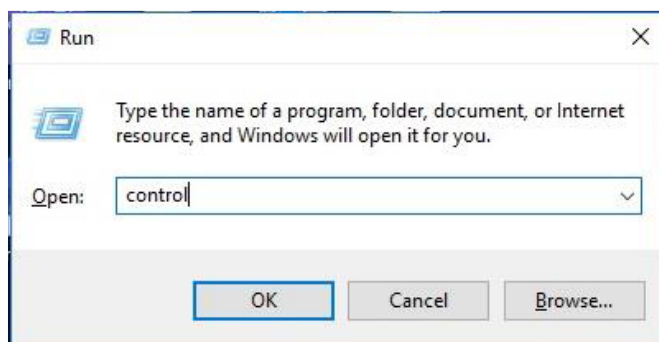 Run
Type the name of a program, folder, document, or Internet
resource, and Windows will open it for you.
Open: control
OK Cancel Browse...